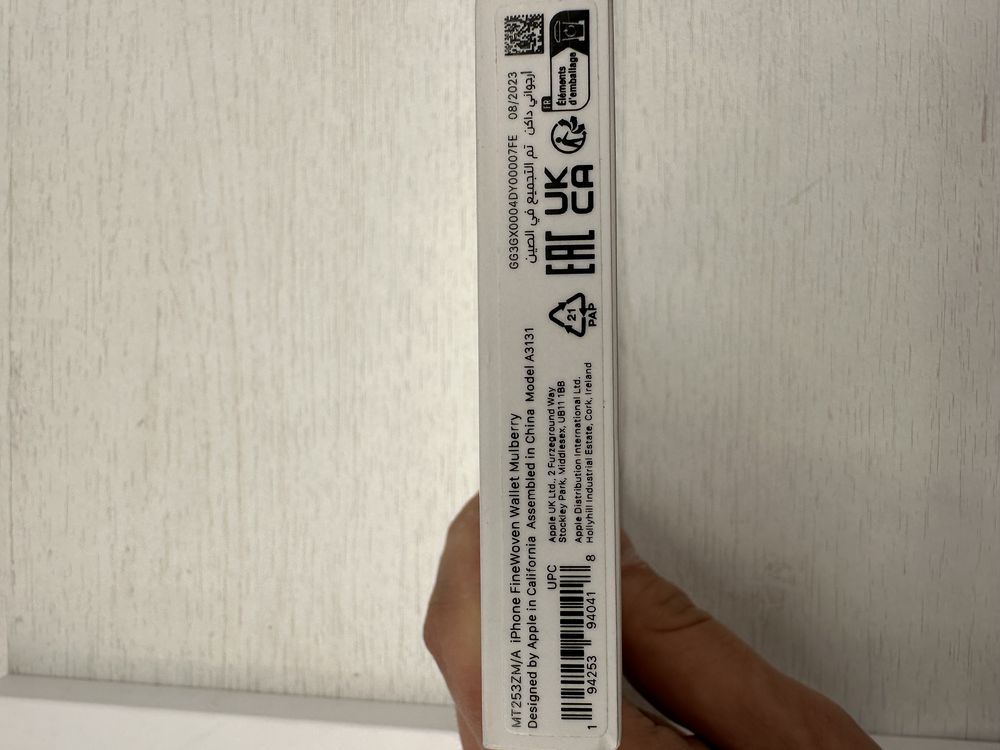 MT253ZM/A iPhone FineWoven Wallet Mulberry
Designed by Apple in California Assembled in China Model A3131
GG3GX0004DY00007FE 08/2023
أرجواني داكن تم التجميع في الصين
UPC
1 94253 94041 8
Apple UK Ltd., 2 Furzeground Way
Stockley Park, Middlesex, UB11 1BB
Apple Distribution International Ltd.
Hollyhill Industrial Estate, Cork, Ireland
21
PAP
EAC
UK
CA
FR
Éléments
d'emballage